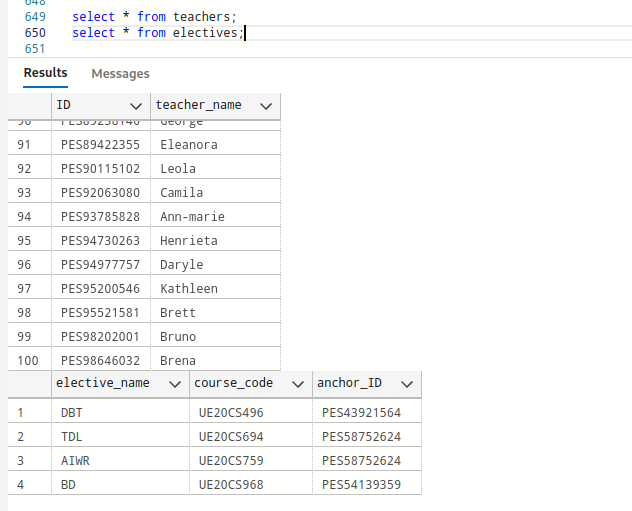 648
649 select * from teachers;
650 select * from electives;
651
Results Messages
ID teacher_name
90 PES89238140 George
91 PES89422355 Eleanora
92 PES90115102 Leola
93 PES92063080 Camila
94 PES93785828 Ann-marie
95 PES94730263 Henrieta
96 PES94977757 Daryle
97 PES95200546 Kathleen
98 PES95521581 Brett
99 PES98202001 Bruno
100 PES98646032 Brena
elective_name course_code anchor_ID
1 DBT UE20CS496 PES43921564
2 TDL UE20CS694 PES58752624
3 AIWR UE20CS759 PES58752624
4 BD UE20CS968 PES54139359